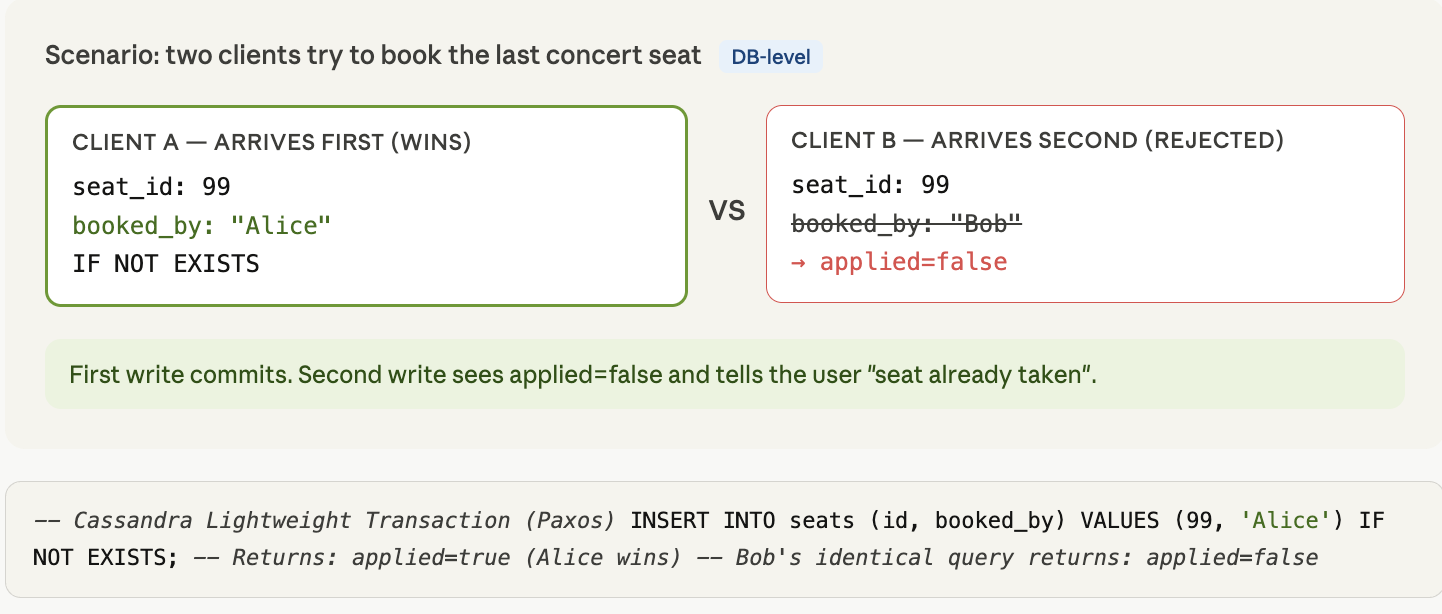 Scenario: two clients try to book the last concert seat DB-level
CLIENT A — ARRIVES FIRST (WINS)
seat_id: 99
booked_by: "Alice"
IF NOT EXISTS
VS
CLIENT B — ARRIVES SECOND (REJECTED)
seat_id: 99
booked_by: "Bob"
→ applied=false
First write commits. Second write sees applied=false and tells the user "seat already taken".
-- Cassandra Lightweight Transaction (Paxos) INSERT INTO seats (id, booked_by) VALUES (99, 'Alice') IF
NOT EXISTS; -- Returns: applied=true (Alice wins) -- Bob's identical query returns: applied=false